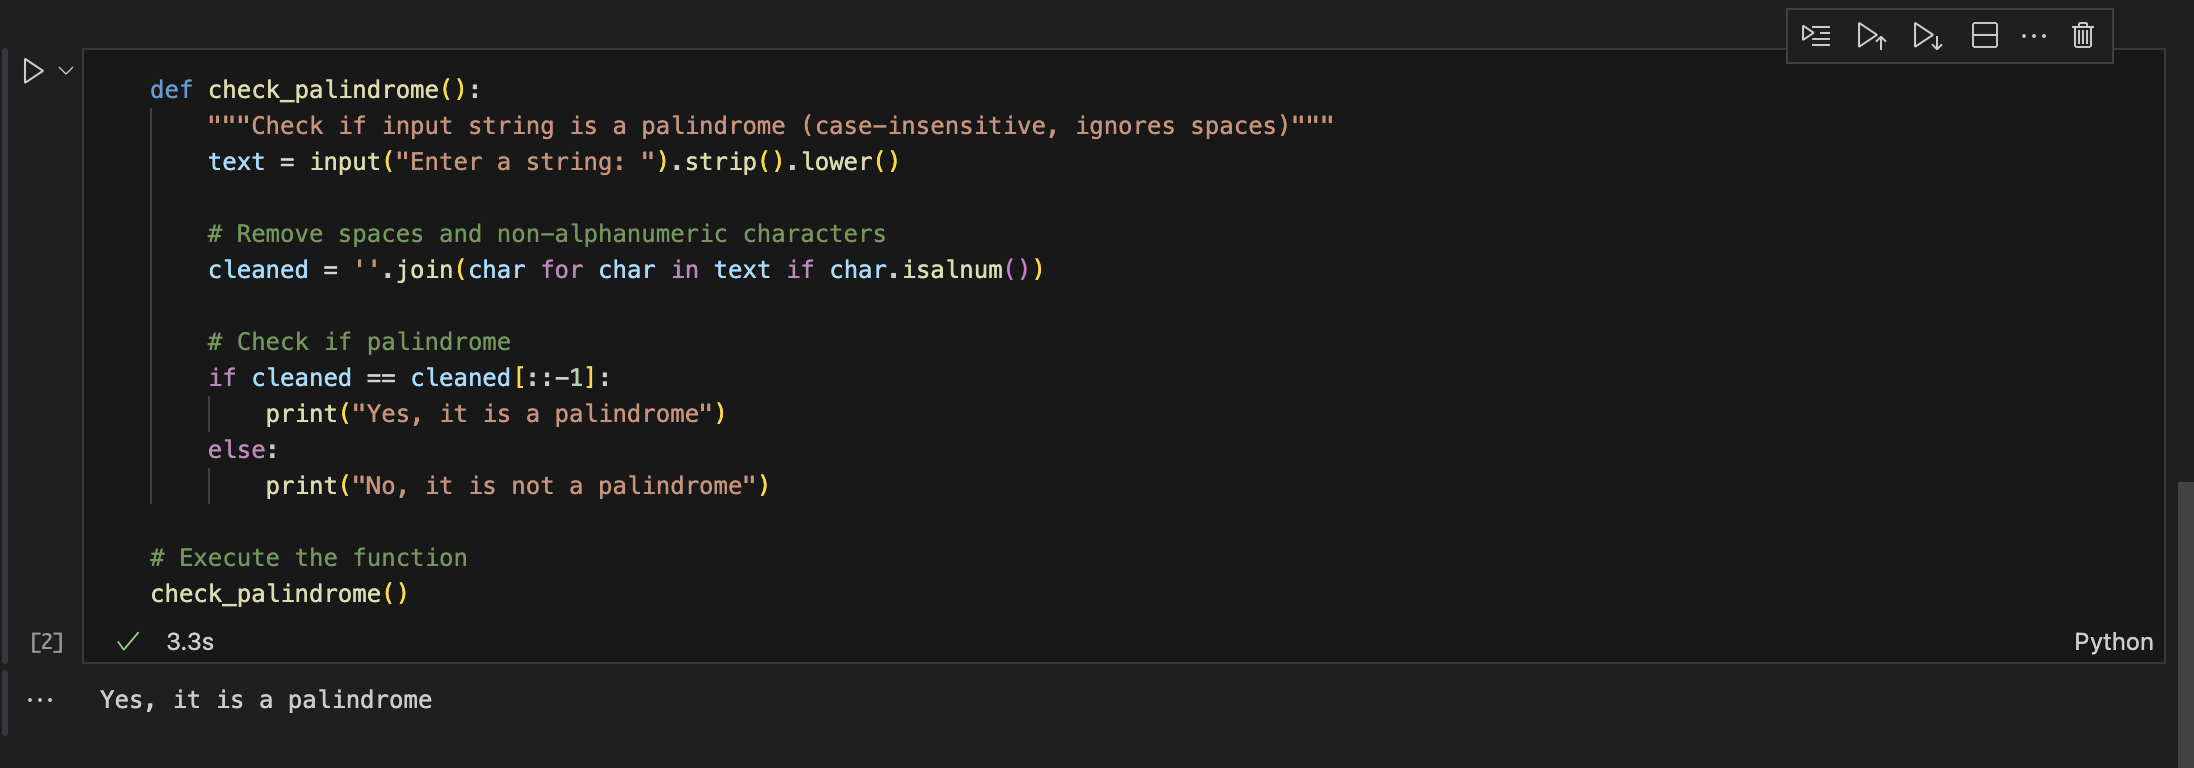 def check_palindrome():
    """Check if input string is a palindrome (case-insensitive, ignores spaces)"""
    text = input("Enter a string: ").strip().lower()

    # Remove spaces and non-alphanumeric characters
    cleaned = ''.join(char for char in text if char.isalnum())

    # Check if palindrome
    if cleaned == cleaned[::-1]:
        print("Yes, it is a palindrome")
    else:
        print("No, it is not a palindrome")

# Execute the function
check_palindrome()
[2] 3.3s Python
Yes, it is a palindrome